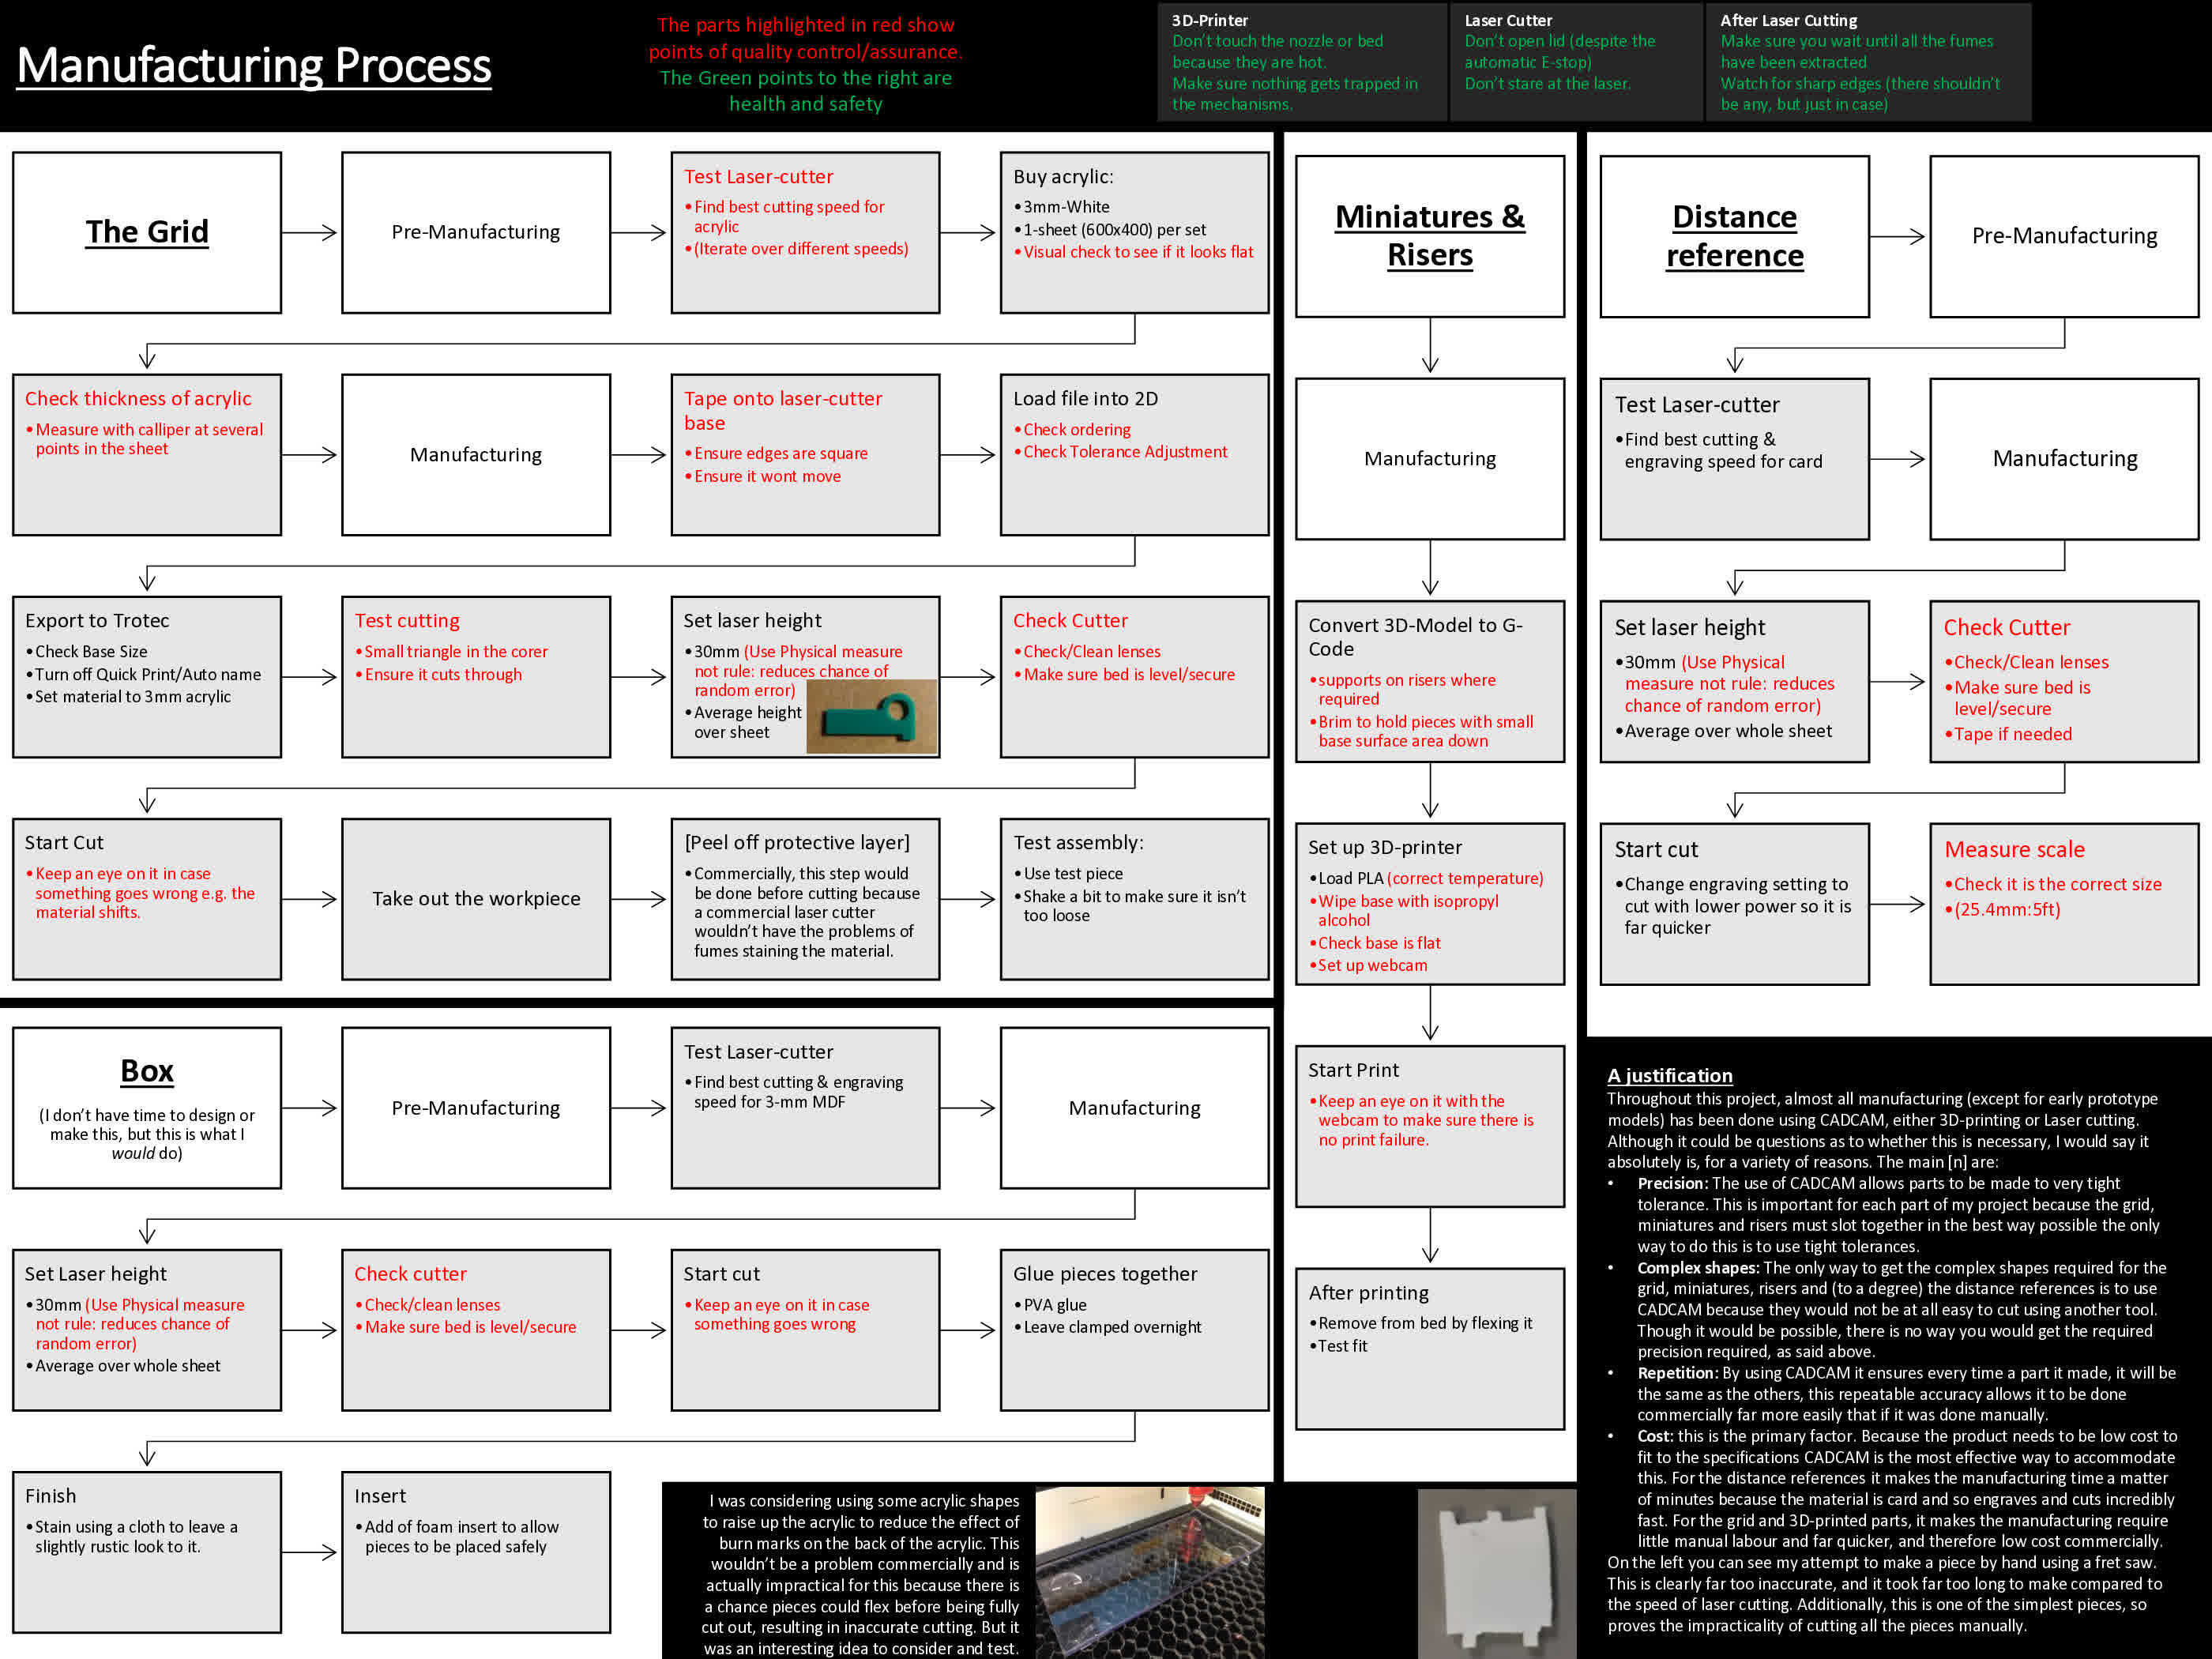 Manufacturing Process
The parts highlighted in red show
points of quality control/assurance.
The Green points to the right are
health and safety
3D-Printer
Don't touch the nozzle or bed
because they are hot.
Make sure nothing gets trapped in
the mechanisms.
Laser Cutter
Don't open lid (despite the
automatic E-stop)
Don't stare at the laser.
After Laser Cutting
Make sure you wait until all the fumes
have been extracted
Watch for sharp edges (there shouldn't
be any, but just in case)
The Grid
Pre-Manufacturing
Test Laser-cutter
•Find best cutting speed for
acrylic
•(Iterate over different speeds)
Buy acrylic:
•3mm-White
•1-sheet (600x400) per set
•Visual check to see if it looks flat
Check thickness of acrylic
•Measure with calliper at several
points in the sheet
Manufacturing
Tape onto laser-cutter
base
•Ensure edges are square
•Ensure it wont move
Load file into 2D
•Check ordering
•Check Tolerance Adjustment
Export to Trotec
•Check Base Size
•Turn off Quick Print/Auto name
•Set material to 3mm acrylic
Test cutting
•Small triangle in the corer
•Ensure it cuts through
Set laser height
•30mm (Use Physical measure
not rule: reduces chance of
random error)
•Average height
over sheet
Check Cutter
•Check/Clean lenses
•Make sure bed is level/secure
Start Cut
•Keep an eye on it in case
something goes wrong e.g. the
material shifts.
Take out the workpiece
[Peel off protective layer]
•Commercially, this step would
be done before cutting because
a commercial laser cutter
wouldn't have the problems of
fumes staining the material.
Test assembly:
•Use test piece
•Shake a bit to make sure it isn't
too loose
Miniatures &
Risers
Manufacturing
Convert 3D-Model to G-
Code
•supports on risers where
required
•Brim to hold pieces with small
base surface area down
Set up 3D-printer
•Load PLA (correct temperature)
•Wipe base with isopropyl
alcohol
•Check base is flat
•Set up webcam
Start Print
•Keep an eye on it with the
webcam to make sure there is
no print failure.
After printing
•Remove from bed by flexing it
•Test fit
Distance
reference
Pre-Manufacturing
Test Laser-cutter
•Find best cutting &
engraving speed for card
Manufacturing
Set laser height
•30mm (Use Physical
measure not rule: reduces
chance of random error)
•Average over whole sheet
Check Cutter
•Check/Clean lenses
•Make sure bed is
level/secure
•Tape if needed
Start cut
•Change engraving setting to
cut with lower power so it is
far quicker
Measure scale
•Check it is the correct size
•(25.4mm:5ft)
Box
(I don't have time to design or
make this, but this is what I
would do)
Pre-Manufacturing
Test Laser-cutter
•Find best cutting & engraving
speed for 3-mm MDF
Manufacturing
Set Laser height
•30mm (Use Physical measure
not rule: reduces chance of
random error)
•Average over whole sheet
Check cutter
•Check/clean lenses
•Make sure bed is level/secure
Start cut
•Keep an eye on it in case
something goes wrong
Glue pieces together
•PVA glue
•Leave clamped overnight
Finish
•Stain using a cloth to leave a
slightly rustic look to it.
Insert
•Add of foam insert to allow
pieces to be placed safely
I was considering using some acrylic shapes
to raise up the acrylic to reduce the effect of
burn marks on the back of the acrylic. This
wouldn't be a problem commercially and is
actually impractical for this because there is
a chance pieces could flex before being fully
cut out, resulting in inaccurate cutting. But it
was an interesting idea to consider and test.
A justification
Throughout this project, almost all manufacturing (except for early prototype
models) has been done using CADCAM, either 3D-printing or Laser cutting.
Although it could be questions as to whether this is necessary, I would say it
absolutely is, for a variety of reasons. The main [n] are:
• Precision: The use of CADCAM allows parts to be made to very tight
tolerance. This is important for each part of my project because the grid,
miniatures and risers must slot together in the best way possible the only
way to do this is to use tight tolerances.
• Complex shapes: The only way to get the complex shapes required for the
grid, miniatures, risers and (to a degree) the distance references is to use
CADCAM because they would not be at all easy to cut using another tool.
Though it would be possible, there is no way you would get the required
precision required, as said above.
• Repetition: By using CADCAM it ensures every time a part it made, it will be
the same as the others, this repeatable accuracy allows it to be done
commercially far more easily that if it was done manually.
• Cost: this is the primary factor. Because the product needs to be low cost to
fit to the specifications CADCAM is the most effective way to accommodate
this. For the distance references it makes the manufacturing time a matter
of minutes because the material is card and so engraves and cuts incredibly
fast. For the grid and 3D-printed parts, it makes the manufacturing require
little manual labour and far quicker, and therefore low cost commercially.
On the left you can see my attempt to make a piece by hand using a fret saw.
This is clearly far too inaccurate, and it took far too long to make compared to
the speed of laser cutting. Additionally, this is one of the simplest pieces, so
proves the impracticality of cutting all the pieces manually.